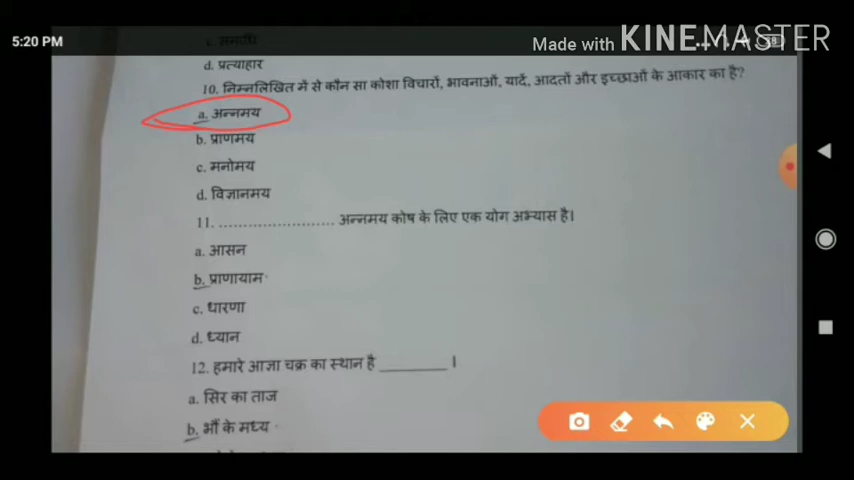 5:20 PM
Made with KINEMASTER
c. समाधि
d. प्रत्याहार
10. निम्नलिखित में से कौन सा कोशा विचारों, भावनाओं, यादें, आदतों और इच्छाओं के आकार का है?
a. अन्नमय
b. प्राणमय
c. मनोमय
d. विज्ञानमय
11. ........................ अन्नमय कोष के लिए एक योग अभ्यास है।
a. आसन
b. प्राणायाम
c. धारणा
d. ध्यान
12. हमारे आज्ञा चक्र का स्थान है ________ ।
a. सिर का ताज
b. भौं के मध्य